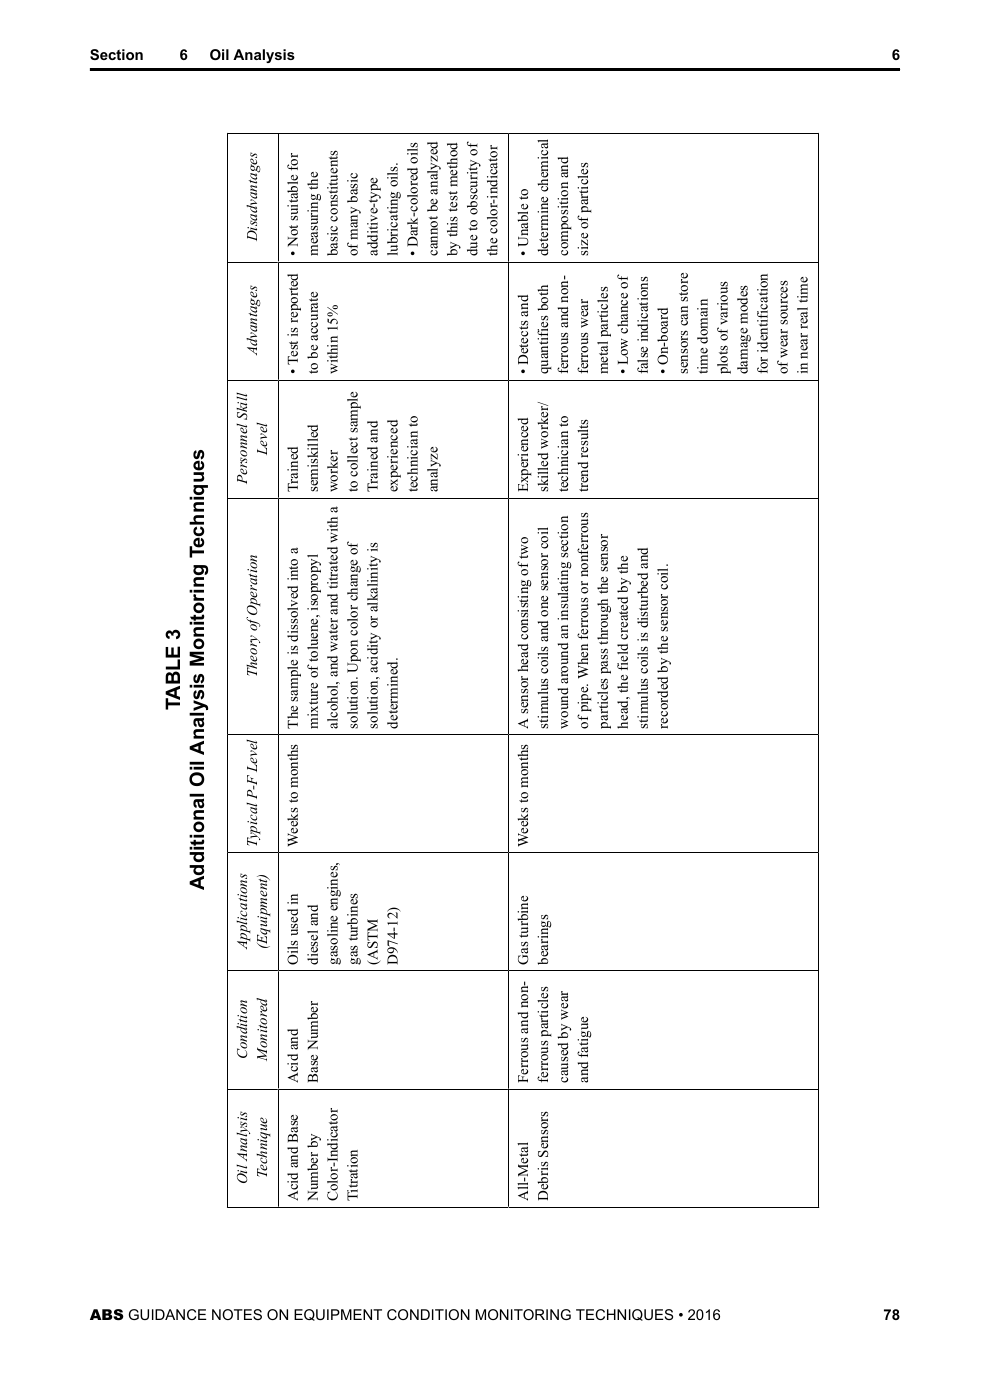 Section 6 Oil Analysis 6
TABLE 3
Additional Oil Analysis Monitoring Techniques
Oil Analysis
Technique
Condition
Monitored
Applications
(Equipment)
Typical P-F Level
Theory of Operation
Personnel Skill
Level
Advantages
Disadvantages
Acid and Base
Number by
Color-Indicator
Titration
Acid and
Base Number
Oils used in
diesel and
gasoline engines,
gas turbines
(ASTM
D974-12)
Weeks to months
The sample is dissolved into a
mixture of toluene, isopropyl
alcohol, and water and titrated with a
solution. Upon color change of
solution, acidity or alkalinity is
determined.
Trained
semiskilled
worker
to collect sample
Trained and
experienced
technician to
analyze
• Test is reported
to be accurate
within 15%
• Not suitable for
measuring the
basic constituents
of many basic
additive-type
lubricating oils.
• Dark-colored oils
cannot be analyzed
by this test method
due to obscurity of
the color-indicator
All-Metal
Debris Sensors
Ferrous and non-
ferrous particles
caused by wear
and fatigue
Gas turbine
bearings
Weeks to months
A sensor head consisting of two
stimulus coils and one sensor coil
wound around an insulating section
of pipe. When ferrous or nonferrous
particles pass through the sensor
head, the field created by the
stimulus coils is disturbed and
recorded by the sensor coil.
Experienced
skilled worker/
technician to
trend results
• Detects and
quantifies both
ferrous and non-
ferrous wear
metal particles
• Low chance of
false indications
• On-board
sensors can store
time domain
plots of various
damage modes
for identification
of wear sources
in near real time
• Unable to
determine chemical
composition and
size of particles
ABS GUIDANCE NOTES ON EQUIPMENT CONDITION MONITORING TECHNIQUES • 2016 78